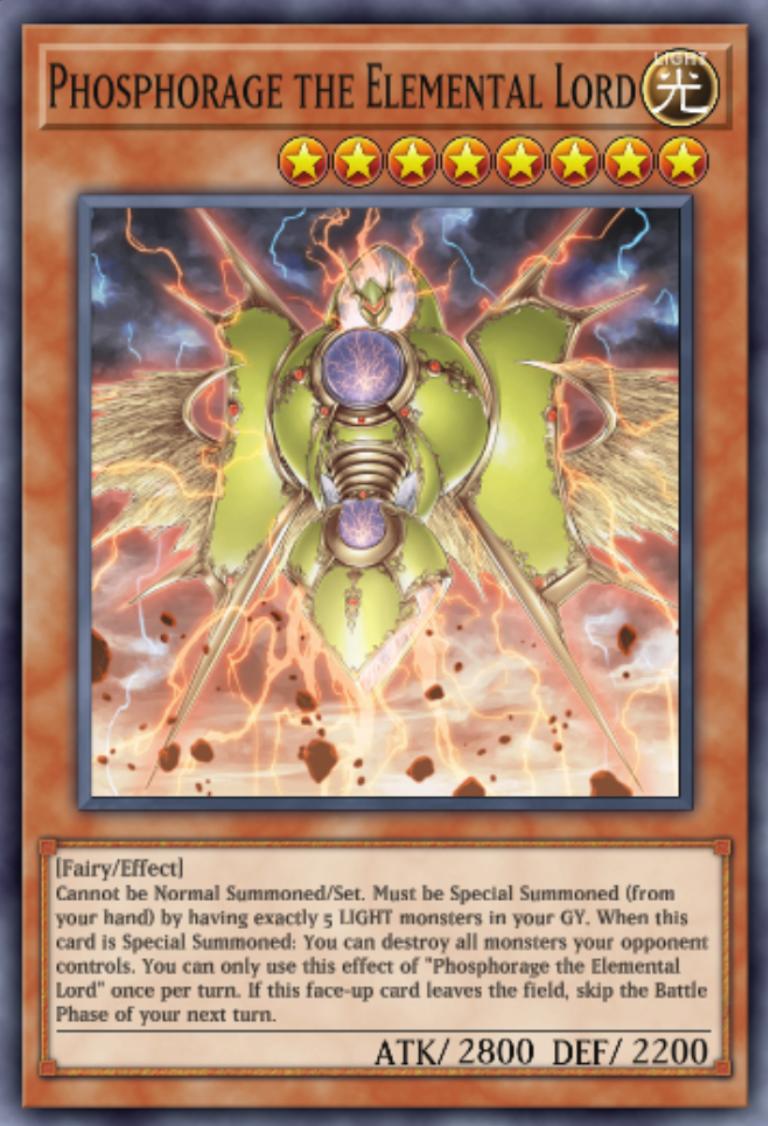 PHOSPHORAGE THE ELEMENTAL LORD
LIGHT
光
[Fairy/Effect]
Cannot be Normal Summoned/Set. Must be Special Summoned (from
your hand) by having exactly 5 LIGHT monsters in your GY. When this
card is Special Summoned: You can destroy all monsters your opponent
controls. You can only use this effect of "Phosphorage the Elemental
Lord" once per turn. If this face-up card leaves the field, skip the Battle
Phase of your next turn.
ATK/ 2800 DEF/ 2200